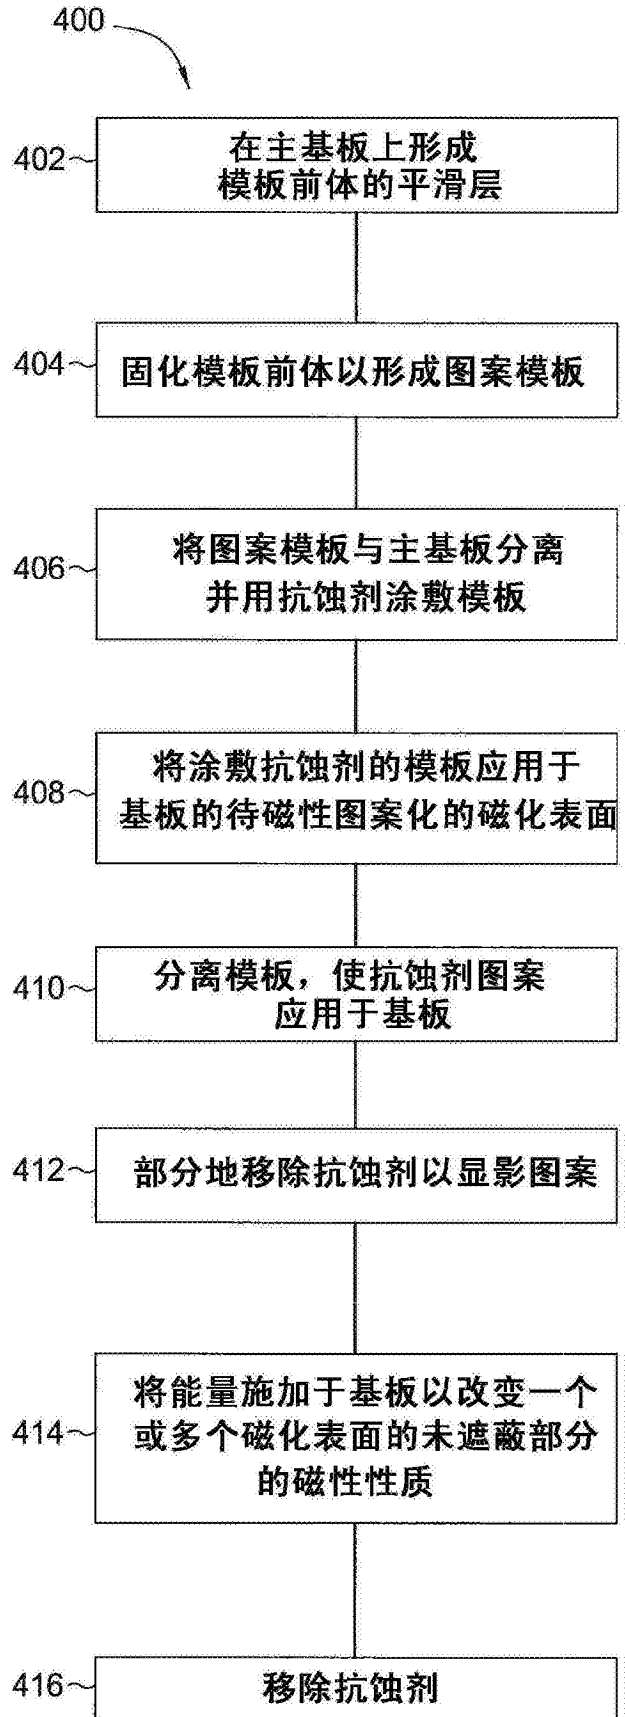 400
402
在主基板上形成
模板前体的平滑层
404
固化模板前体以形成图案模板
406
将图案模板与主基板分离
并用抗蚀剂涂敷模板
408
将涂敷抗蚀剂的模板应用于
基板的待磁性图案化的磁化表面
410
分离模板，使抗蚀剂图案
应用于基板
412
部分地移除抗蚀剂以显影图案
414
将能量施加于基板以改变一个
或多个磁化表面的未遮蔽部分
的磁性性质
416
移除抗蚀剂